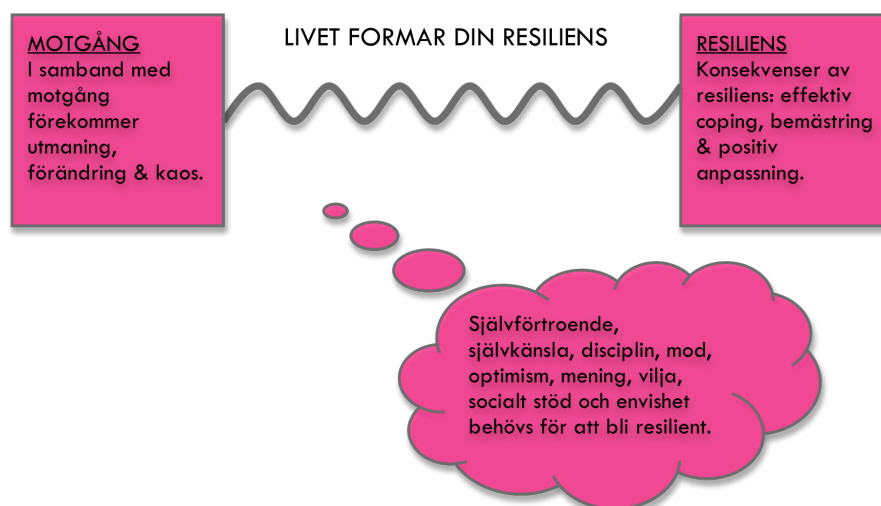 LIVET FORMAR DIN RESILIENS
MOTGÅNG
I samband med
motgång
förekommer
utmaning,
förändring & kaos.
RESILIENS
Konsekvenser av
resiliens: effektiv
coping, bemästring
& positiv
anpassning.
Självförtroende,
självkänsla, disciplin, mod,
optimism, mening, vilja,
socialt stöd och envishet
behövs för att bli resilient.